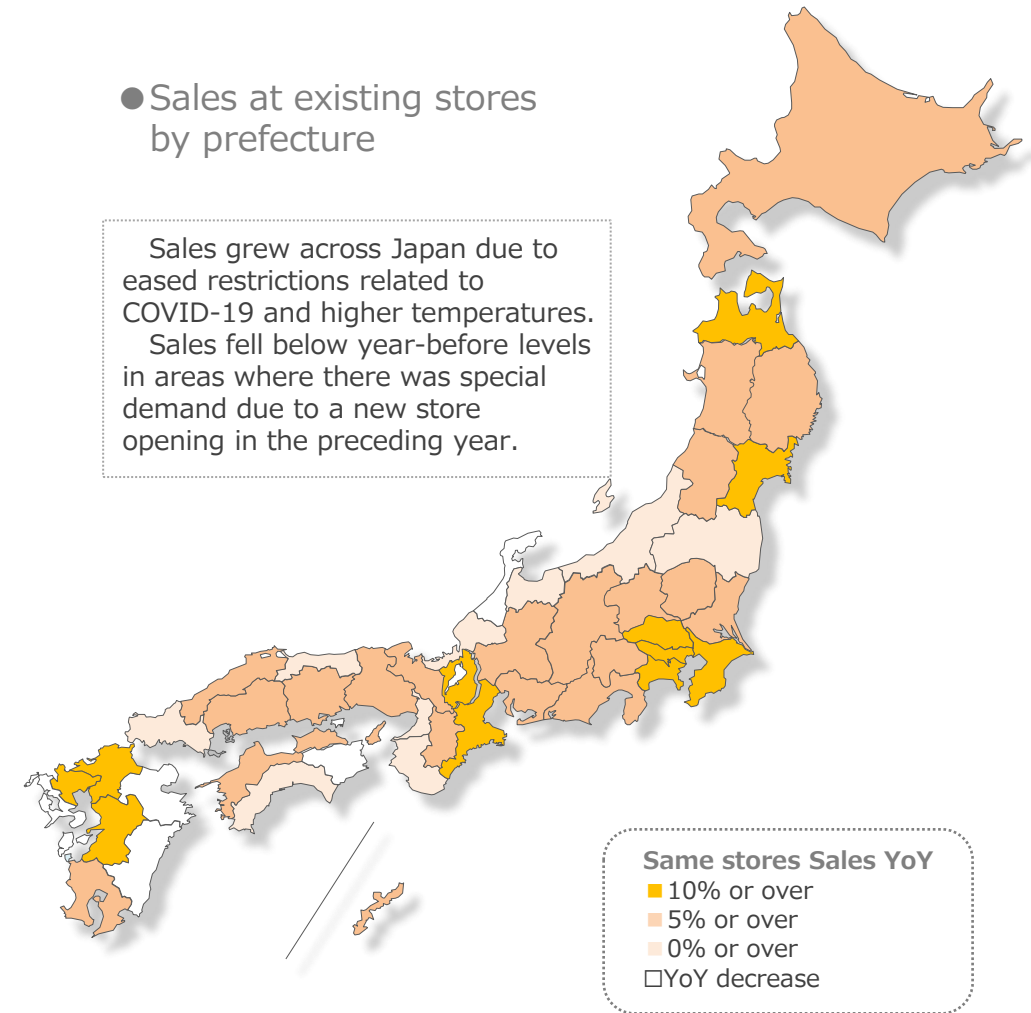 ●Sales at existing stores
by prefecture
Sales grew across Japan due to
eased restrictions related to
COVID-19 and higher temperatures.
Sales fell below year-before levels
in areas where there was special
demand due to a new store
opening in the preceding year.
Same stores Sales YoY
■10% or over
■5% or over
■0% or over
□YoY decrease